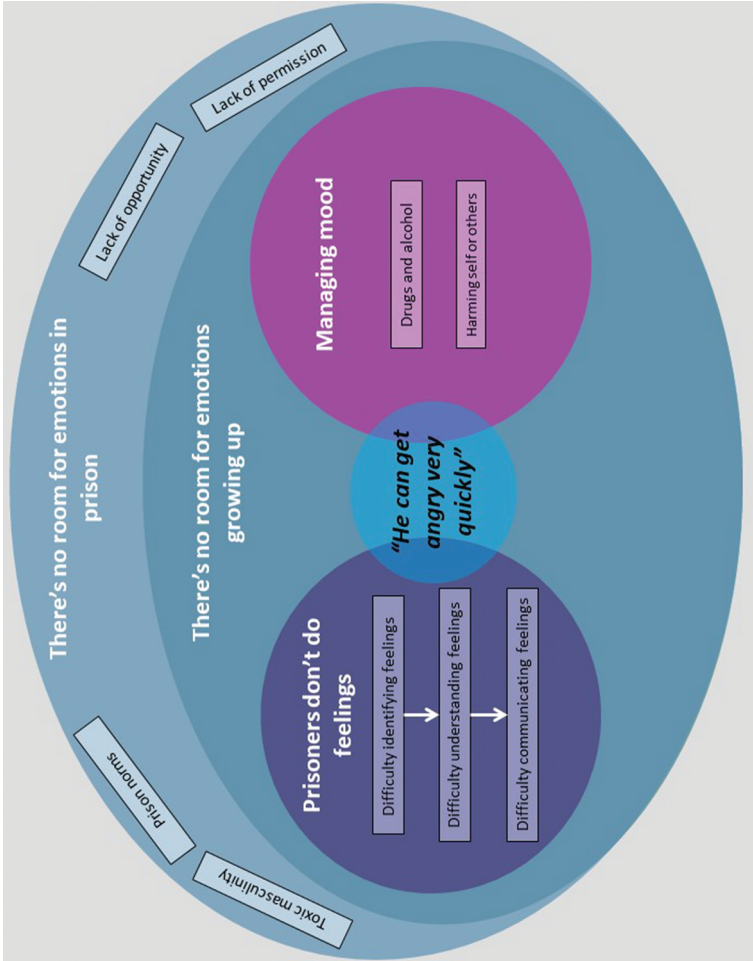 There's no room for emotions in
prison
Toxic masculinity
Prison norms
Lack of opportunity
Lack of permission
There's no room for emotions
growing up
Prisoners don't do
feelings
Difficulty identifying feelings
Difficulty understanding feelings
Difficulty communicating feelings
“He can get
angry very
quickly”
Managing mood
Drugs and alcohol
Harming self or others